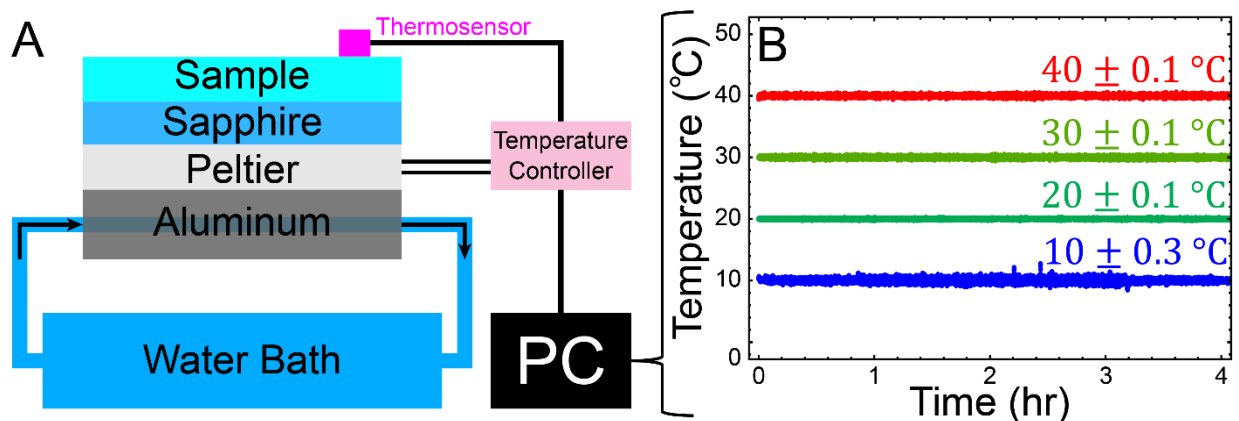 A
Thermosensor
Sample
Sapphire
Peltier
Aluminum
Temperature
Controller
Water Bath
PC
B
Temperature (°C)
50
40
30
20
10
0
40 ± 0.1 °C
30 ± 0.1 °C
20 ± 0.1 °C
10 ± 0.3 °C
0 1 2 3 4
Time (hr)